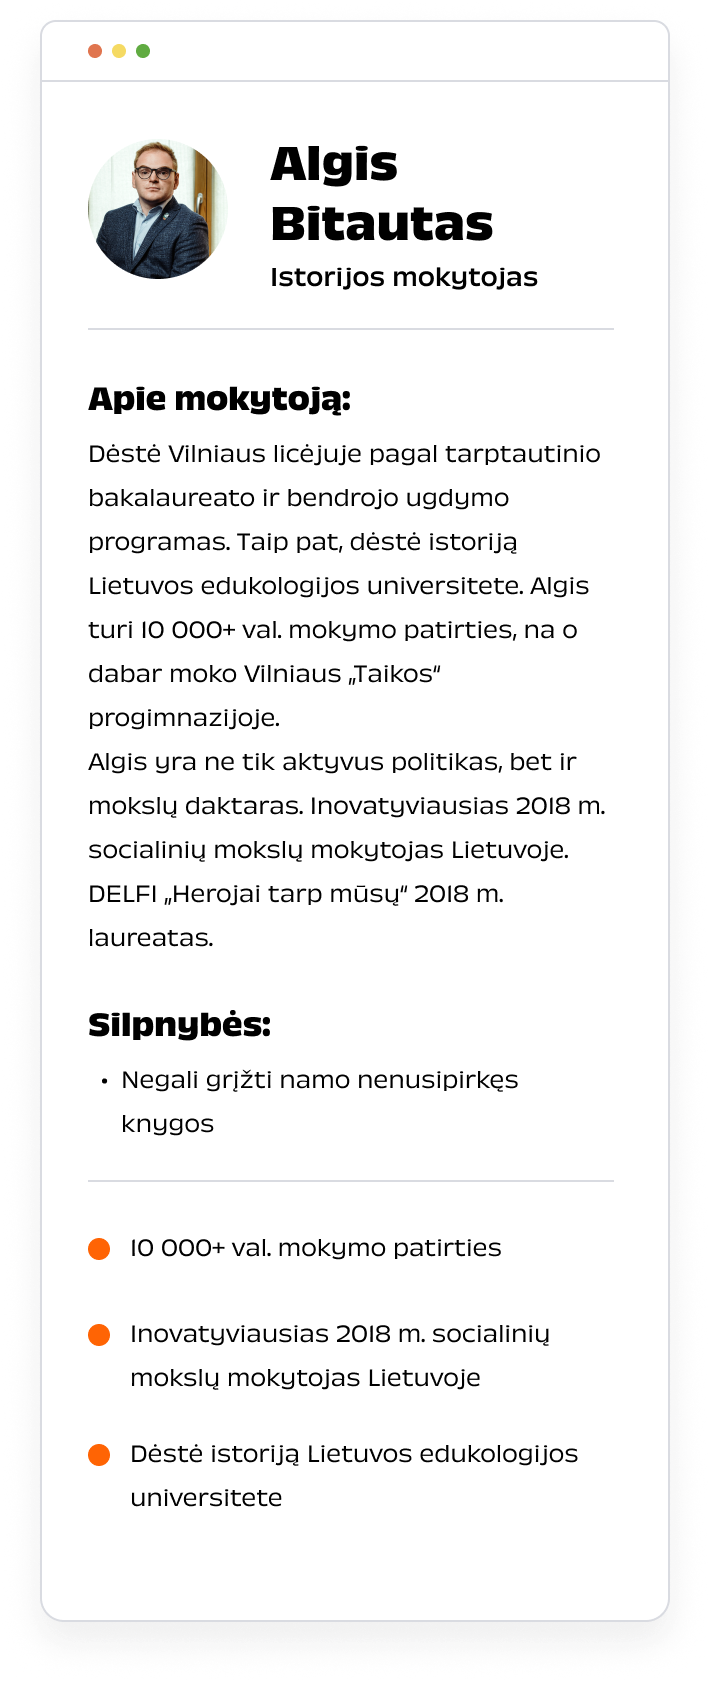 Algis
Bitautas
Istorijos mokytojas
Apie mokytoją:
Dėstė Vilniaus licėjuje pagal tarptautinio
bakalaureato ir bendrojo ugdymo
programas. Taip pat, dėstė istoriją
Lietuvos edukologijos universitete. Algis
turi 10 000+ val. mokymo patirties, na o
dabar moko Vilniaus „Taikos“
progimnazijoje.
Algis yra ne tik aktyvus politikas, bet ir
mokslų daktaras. Inovatyviausias 2018 m.
socialinių mokslų mokytojas Lietuvoje.
DELFI „Herojai tarp mūsų“ 2018 m.
laureatas.
Silpnybės:
• Negali grįžti namo nenusipirkęs
knygos
10 000+ val. mokymo patirties
Inovatyviausias 2018 m. socialinių
mokslų mokytojas Lietuvoje
Dėstė istoriją Lietuvos edukologijos
universitete